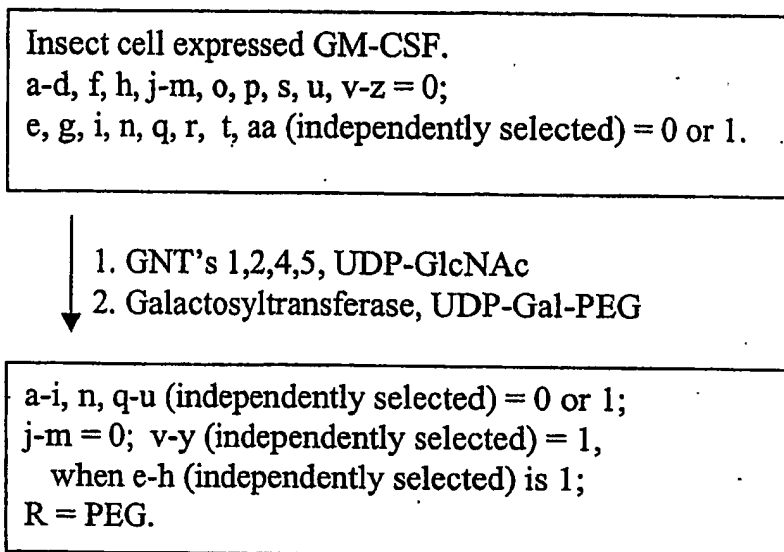 Insect cell expressed GM-CSF.
a-d, f, h, j-m, o, p, s, u, v-z = 0;
e, g, i, n, q, r, t, aa (independently selected) = 0 or 1.
1. GNT's 1,2,4,5, UDP-GlcNAc
2. Galactosyltransferase, UDP-Gal-PEG
a-i, n, q-u (independently selected) = 0 or 1;
j-m = 0; v-y (independently selected) = 1,
when e-h (independently selected) is 1;
R = PEG.